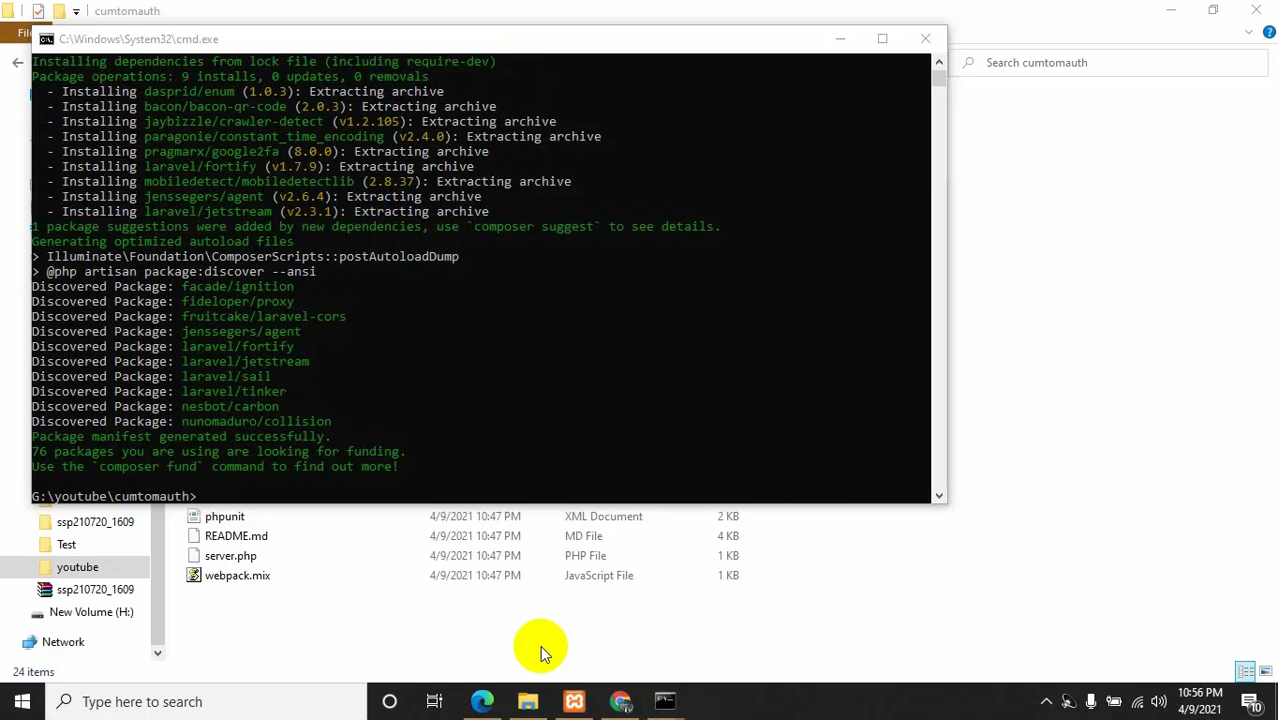 cumtomauth
C:\Windows\System32\cmd.exe
Search cumtomauth
Installing dependencies from lock file (including require-dev)
Package operations: 9 installs, 0 updates, 0 removals
- Installing dasprid/enum (1.0.3): Extracting archive
- Installing bacon/bacon-qr-code (2.0.3): Extracting archive
- Installing jaybizzle/crawler-detect (v1.2.105): Extracting archive
- Installing paragonie/constant_time_encoding (v2.4.0): Extracting archive
- Installing pragmarx/google2fa (8.0.0): Extracting archive
- Installing laravel/fortify (v1.7.9): Extracting archive
- Installing mobiledetect/mobiledetectlib (2.8.37): Extracting archive
- Installing jenssegers/agent (v2.6.4): Extracting archive
- Installing laravel/jetstream (v2.3.1): Extracting archive
1 package suggestions were added by new dependencies, use `composer suggest` to see details.
Generating optimized autoload files
> Illuminate\Foundation\ComposerScripts::postAutoloadDump
> @php artisan package:discover --ansi
Discovered Package: facade/ignition
Discovered Package: fideloper/proxy
Discovered Package: fruitcake/laravel-cors
Discovered Package: jenssegers/agent
Discovered Package: laravel/fortify
Discovered Package: laravel/jetstream
Discovered Package: laravel/sail
Discovered Package: laravel/tinker
Discovered Package: nesbot/carbon
Discovered Package: nunomaduro/collision
Package manifest generated successfully.
76 packages you are using are looking for funding.
Use the `composer fund` command to find out more!
G:\youtube\cumtomauth>
phpunit 4/9/2021 10:47 PM XML Document 2 KB
README.md 4/9/2021 10:47 PM MD File 4 KB
server.php 4/9/2021 10:47 PM PHP File 1 KB
webpack.mix 4/9/2021 10:47 PM JavaScript File 1 KB
ssp210720_1609
Test
youtube
ssp210720_1609
New Volume (H:)
Network
24 items
Type here to search
10:56 PM
4/9/2021
10